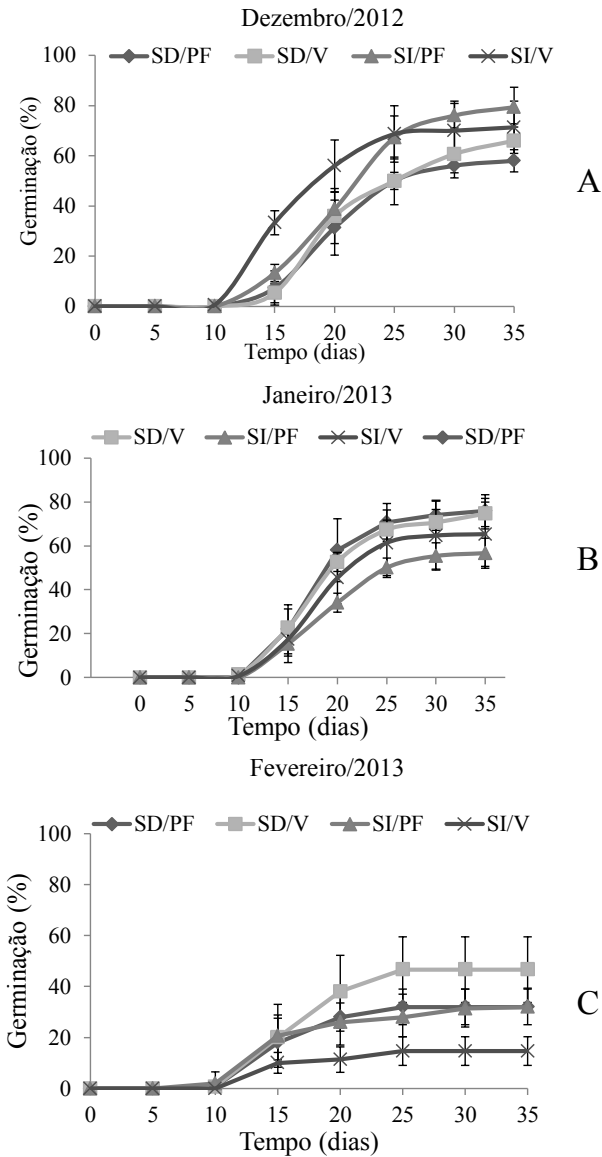 Dezembro/2012
SD/PF SD/V SI/PF SI/V
100
80
60
40
20
0
Germinação (%)
0 5 10 15 20 25 30 35
Tempo (dias)
A
Janeiro/2013
SD/V SI/PF SI/V SD/PF
100
80
60
40
20
0
Germinação (%)
0 5 10 15 20 25 30 35
Tempo (dias)
B
Fevereiro/2013
SD/PF SD/V SI/PF SI/V
100
80
60
40
20
0
Germinação (%)
0 5 10 15 20 25 30 35
Tempo (dias)
C